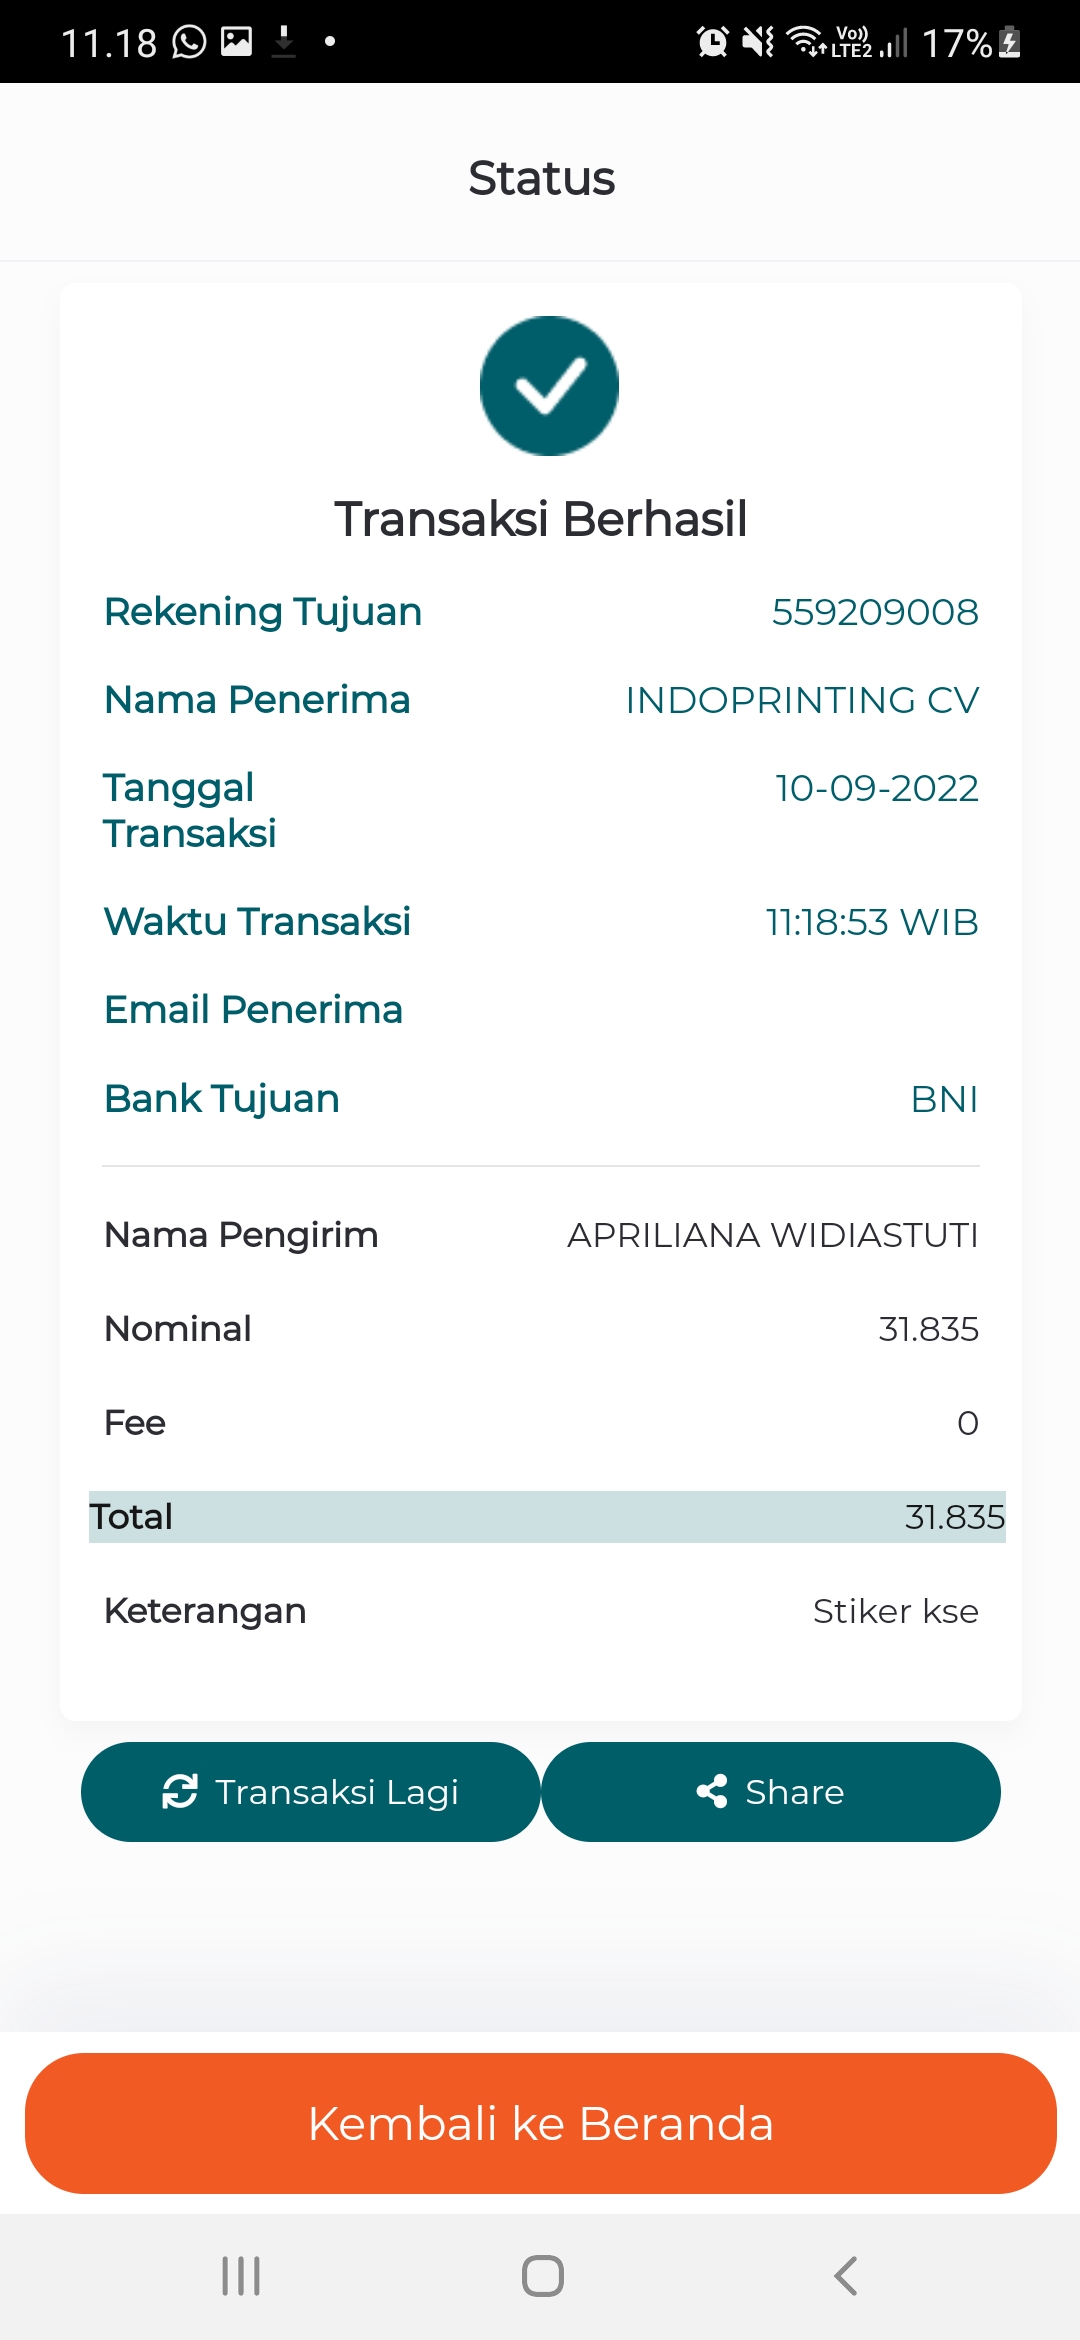 11.18
Vo))
LTE2
17%
Status
Transaksi Berhasil
Rekening Tujuan 559209008
Nama Penerima INDOPRINTING CV
Tanggal Transaksi 10-09-2022
Waktu Transaksi 11:18:53 WIB
Email Penerima
Bank Tujuan BNI
Nama Pengirim APRILIANA WIDIASTUTI
Nominal 31.835
Fee 0
Total 31.835
Keterangan Stiker kse
Transaksi Lagi
Share
Kembali ke Beranda